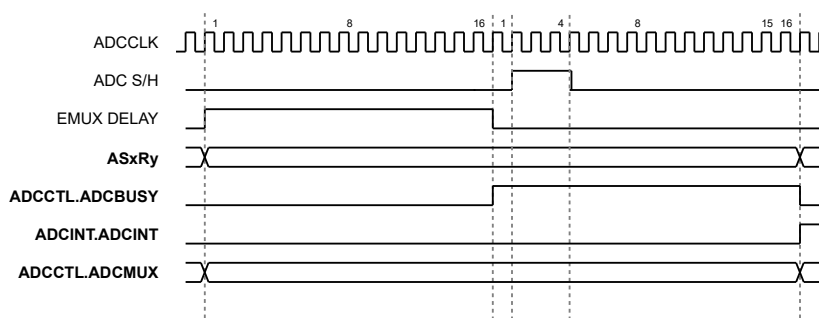 1 8 16 1 4 8 15 16
ADCCLK
ADC S/H
EMUX DELAY
ASxRy
ADCCTL.ADCBUSY
ADCINT.ADCINT
ADCCTL.ADCMUX